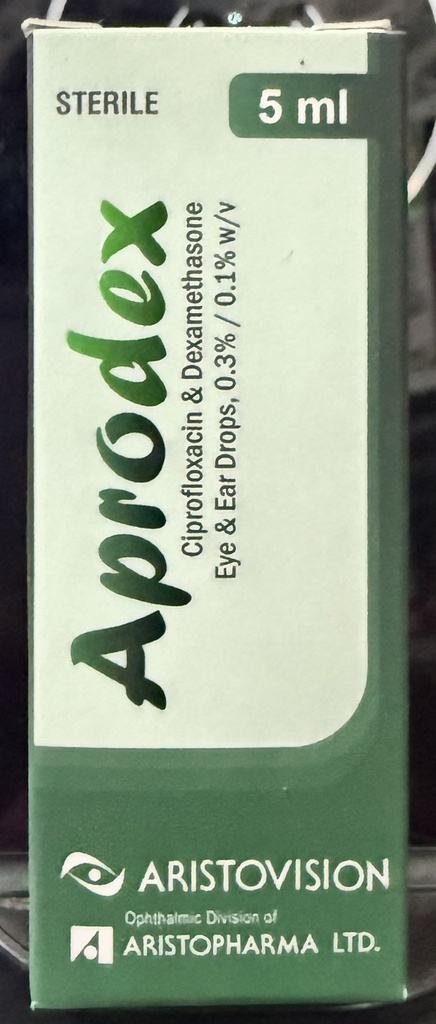 STERILE
5 ml
Aprodex
Ciprofloxacin & Dexamethasone
Eye & Ear Drops, 0.3% / 0.1% w/v
ARISTOVISION
Ophthalmic Division of
ARISTOPHARMA LTD.